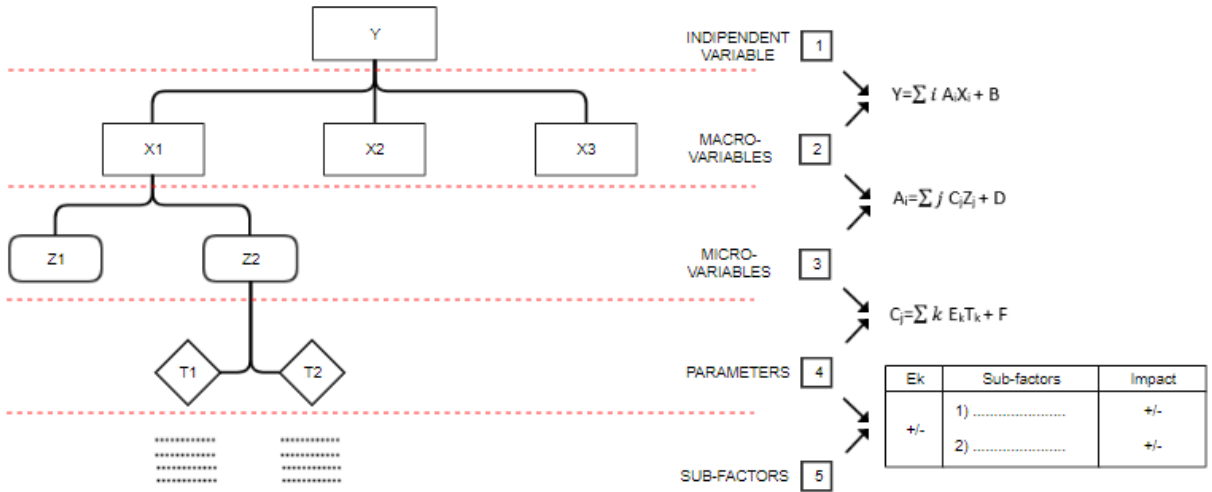 Y
INDIPENDENT
VARIABLE
1
Y=∑ i AᵢXᵢ + B
X1
X2
X3
MACRO-
VARIABLES
2
Aᵢ=∑ j CⱼZⱼ + D
Z1
Z2
MICRO-
VARIABLES
3
Cⱼ=∑ k EₖTₖ + F
T1
T2
PARAMETERS
4
Ek
Sub-factors
Impact
+/-
1) .......................
+/-
2) .......................
+/-
************ ************
************ ************
************ ************
************ ************
SUB-FACTORS
5